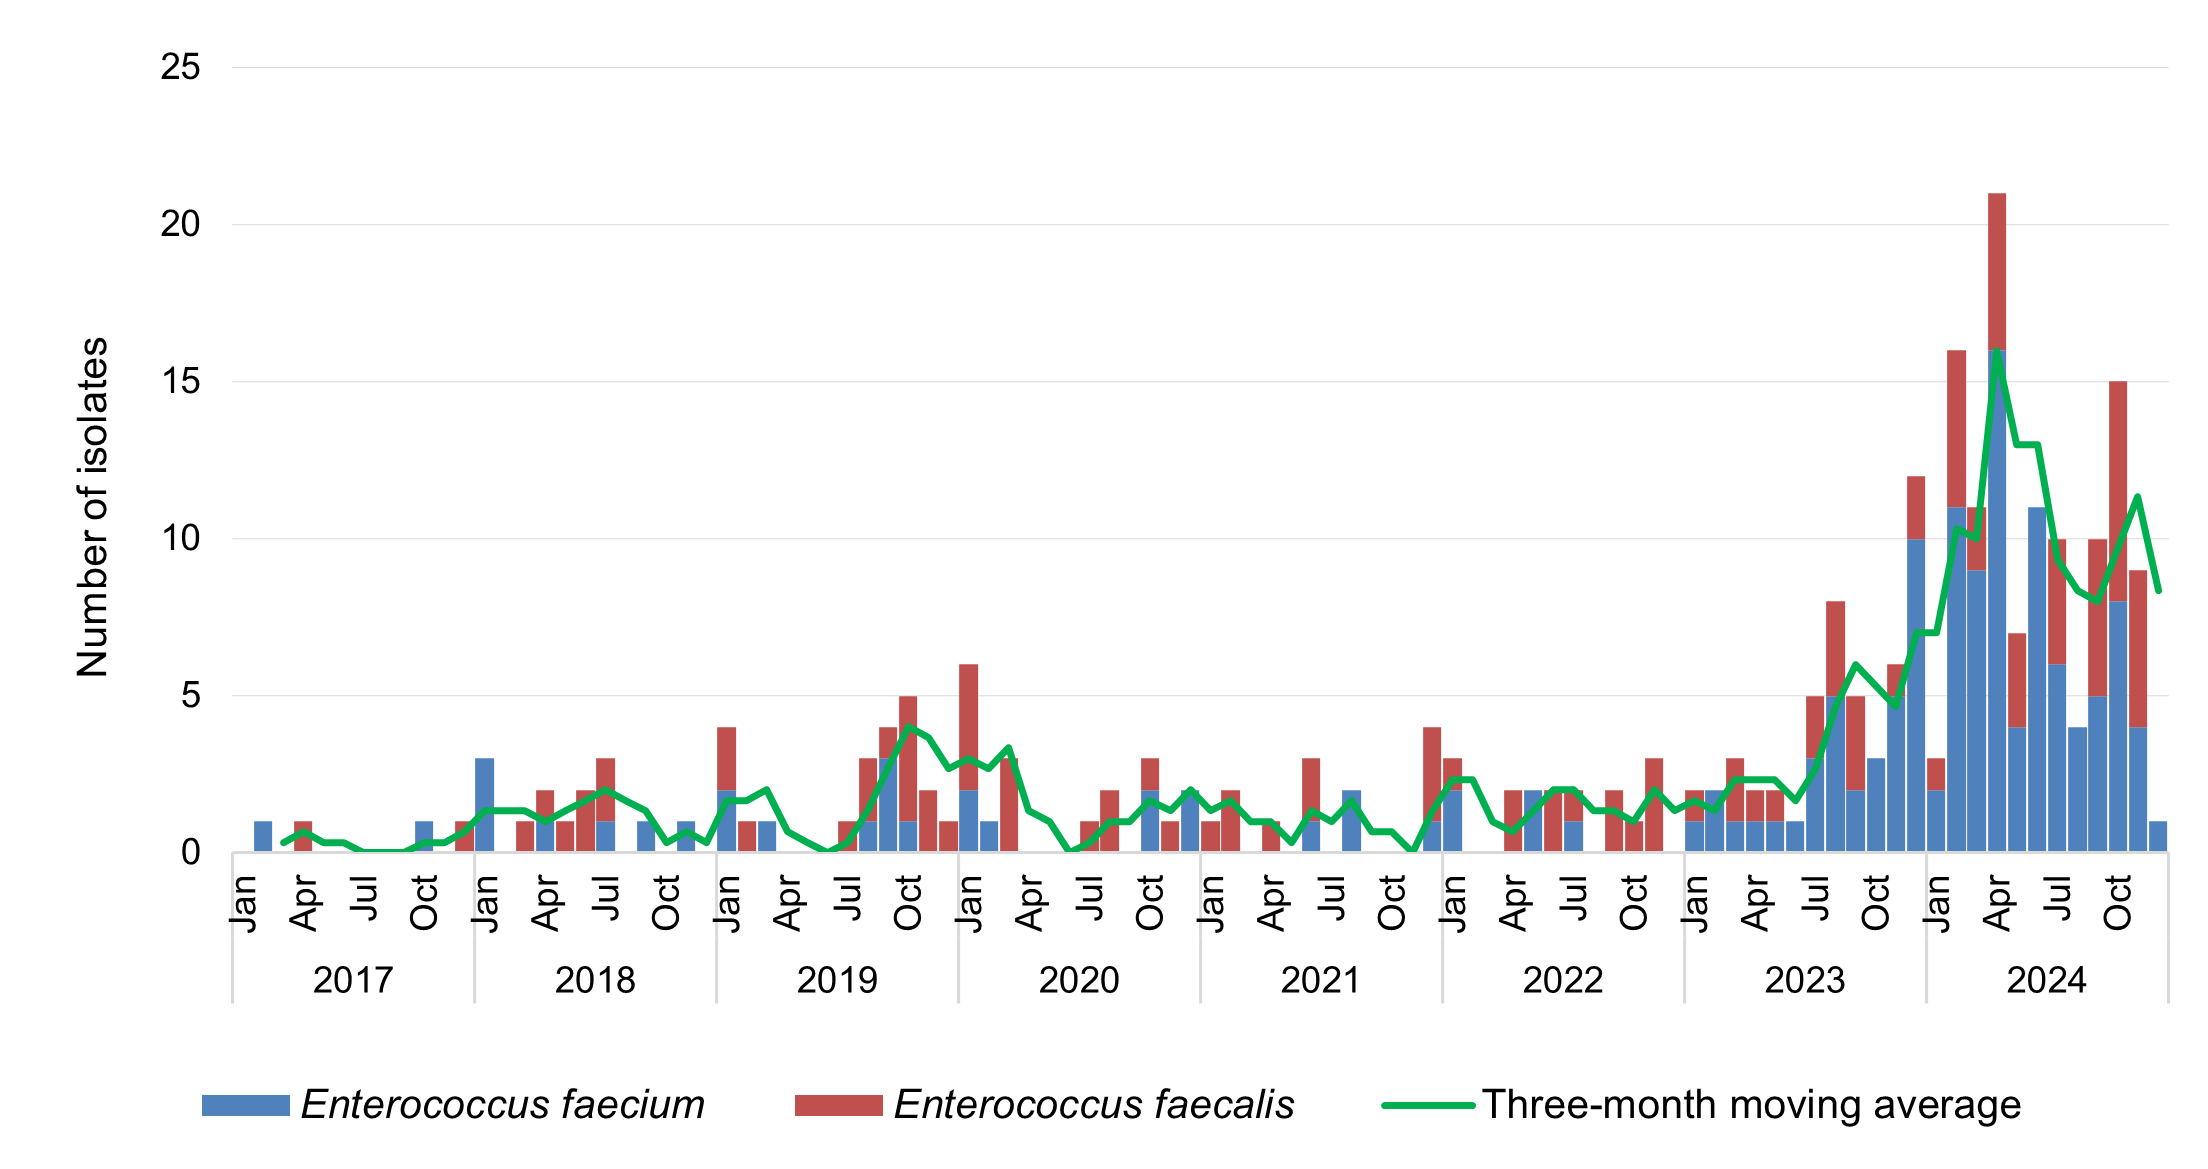 25
20
15
10
5
0
Number of isolates
Jan Apr Jul Oct Jan Apr Jul Oct Jan Apr Jul Oct Jan Apr Jul Oct Jan Apr Jul Oct Jan Apr Jul Oct Jan Apr Jul Oct Jan Apr Jul Oct
2017 2018 2019 2020 2021 2022 2023 2024
Enterococcus faecium Enterococcus faecalis Three-month moving average